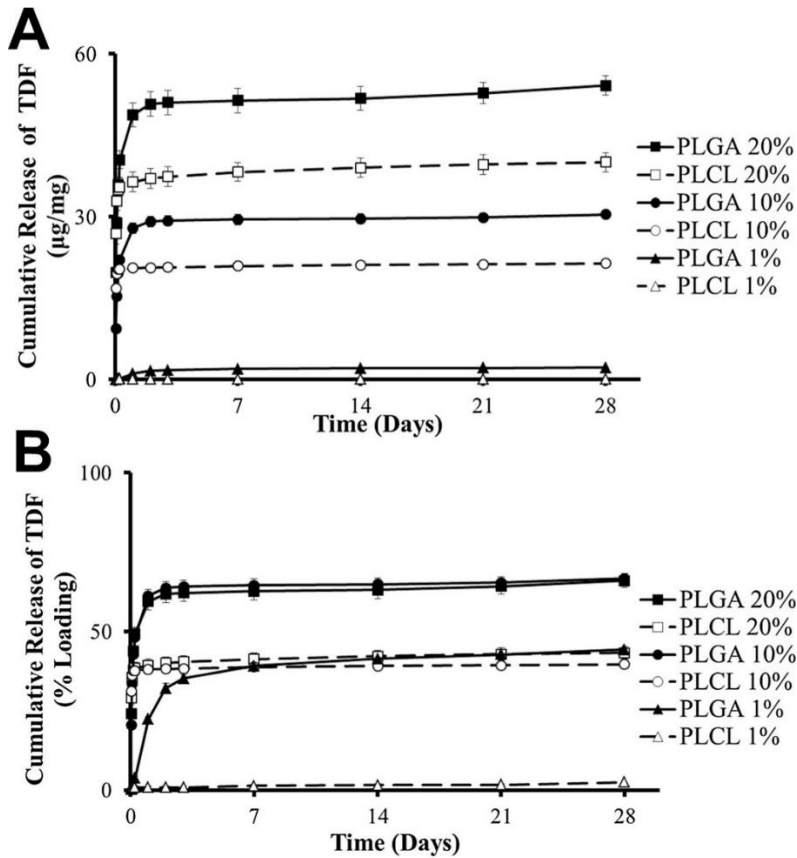 A
Cumulative Release of TDF
(µg/mg)
60
30
0
0 7 14 21 28
Time (Days)
PLGA 20%
PLCL 20%
PLGA 10%
PLCL 10%
PLGA 1%
PLCL 1%
B
Cumulative Release of TDF
(% Loading)
100
50
0
0 7 14 21 28
Time (Days)
PLGA 20%
PLCL 20%
PLGA 10%
PLCL 10%
PLGA 1%
PLCL 1%